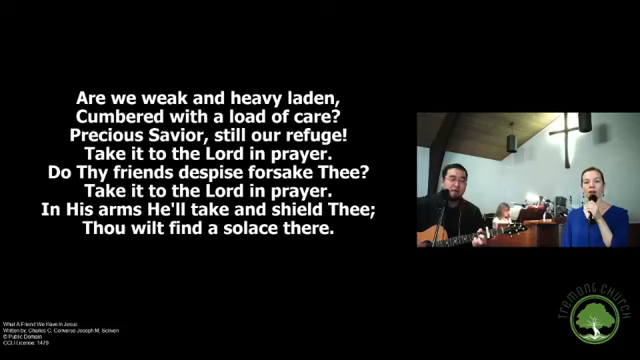 Are we weak and heavy laden,
Cumbered with a load of care?
Precious Savior, still our refuge!
Take it to the Lord in prayer.
Do Thy friends despise forsake Thee?
Take it to the Lord in prayer.
In His arms He'll take and shield Thee;
Thou wilt find a solace there.
What A Friend We Have In Jesus
Written by: Charles C. Converse Joseph M. Scriven
© Public Domain
CCLI License: 1479
TREMONT CHURCH